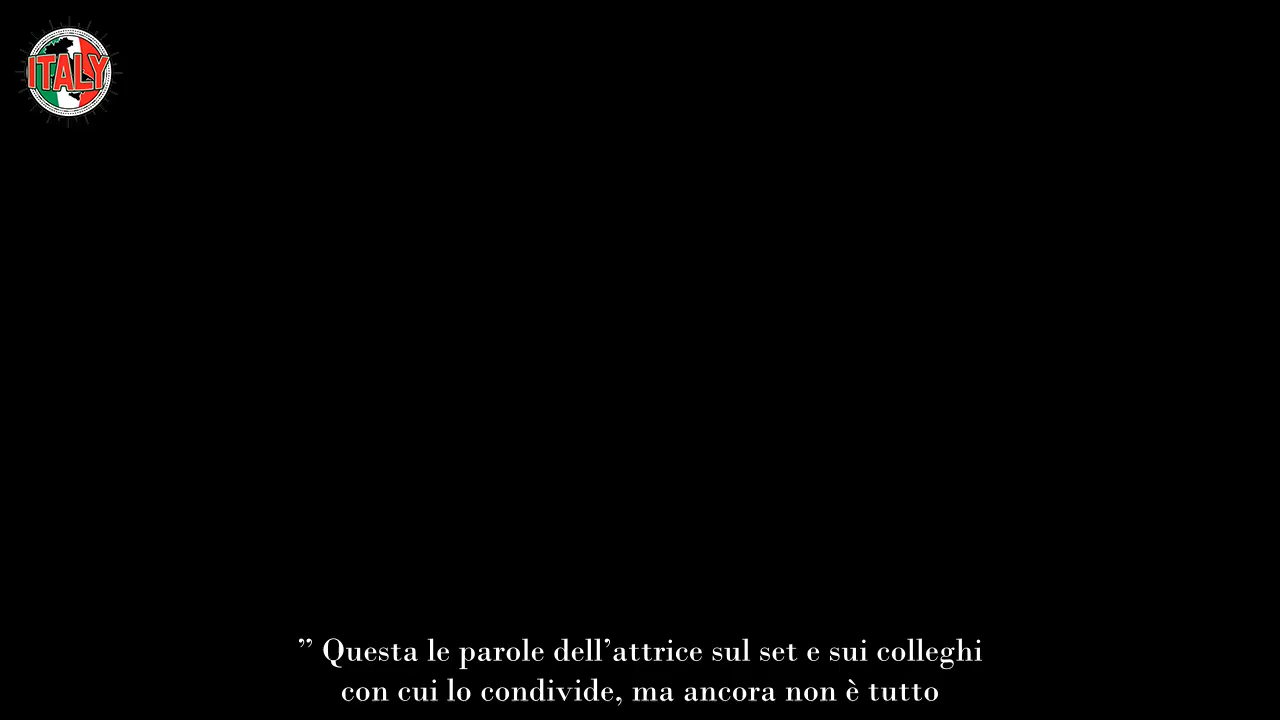 ITALY
” Questa le parole dell’attrice sul set e sui colleghi
con cui lo condivide, ma ancora non è tutto